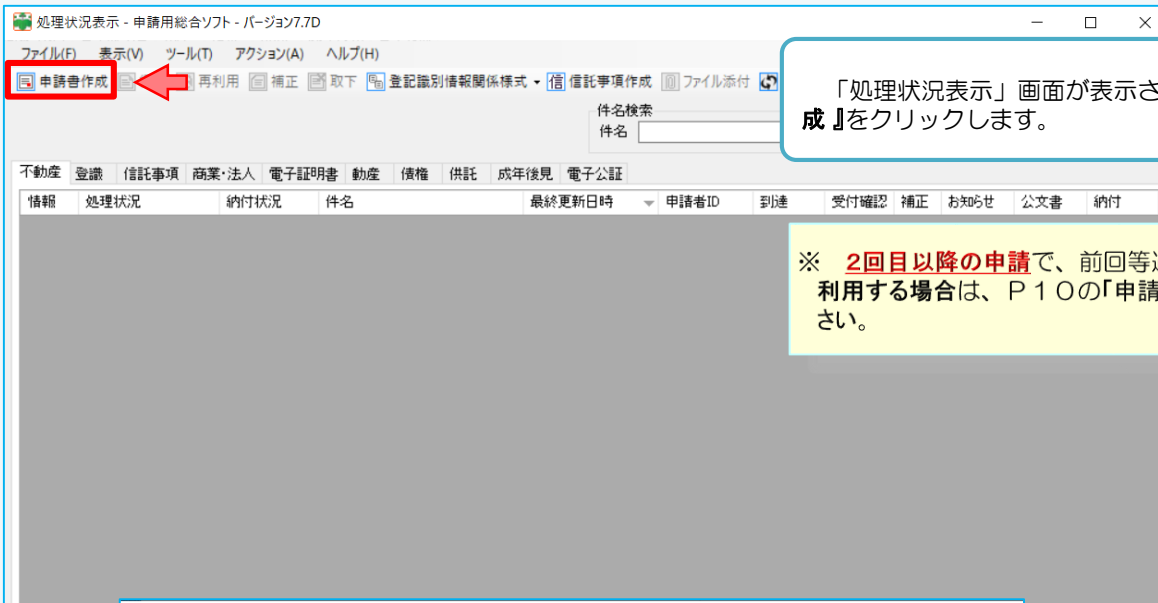 処理状況表示 - 申請用総合ソフト - バージョン7.7D
ファイル(F) 表示(V) ツール(T) アクション(A) ヘルプ(H)
申請書作成 再利用 補正 取下 登記識別情報関係様式 信 信託事項作成 ファイル添付
件名検索
件名
「処理状況表示」画面が表示さ
成』をクリックします。
不動産 登識 信託事項 商業・法人 電子証明書 動産 債権 供託 成年後見 電子公証
情報 処理状況 納付状況 件名 最終更新日時 申請者ID 到達 受付確認 補正 お知らせ 公文書 納付
※ 2回目以降の申請で、前回等
利用する場合は、P10の「申請
さい。